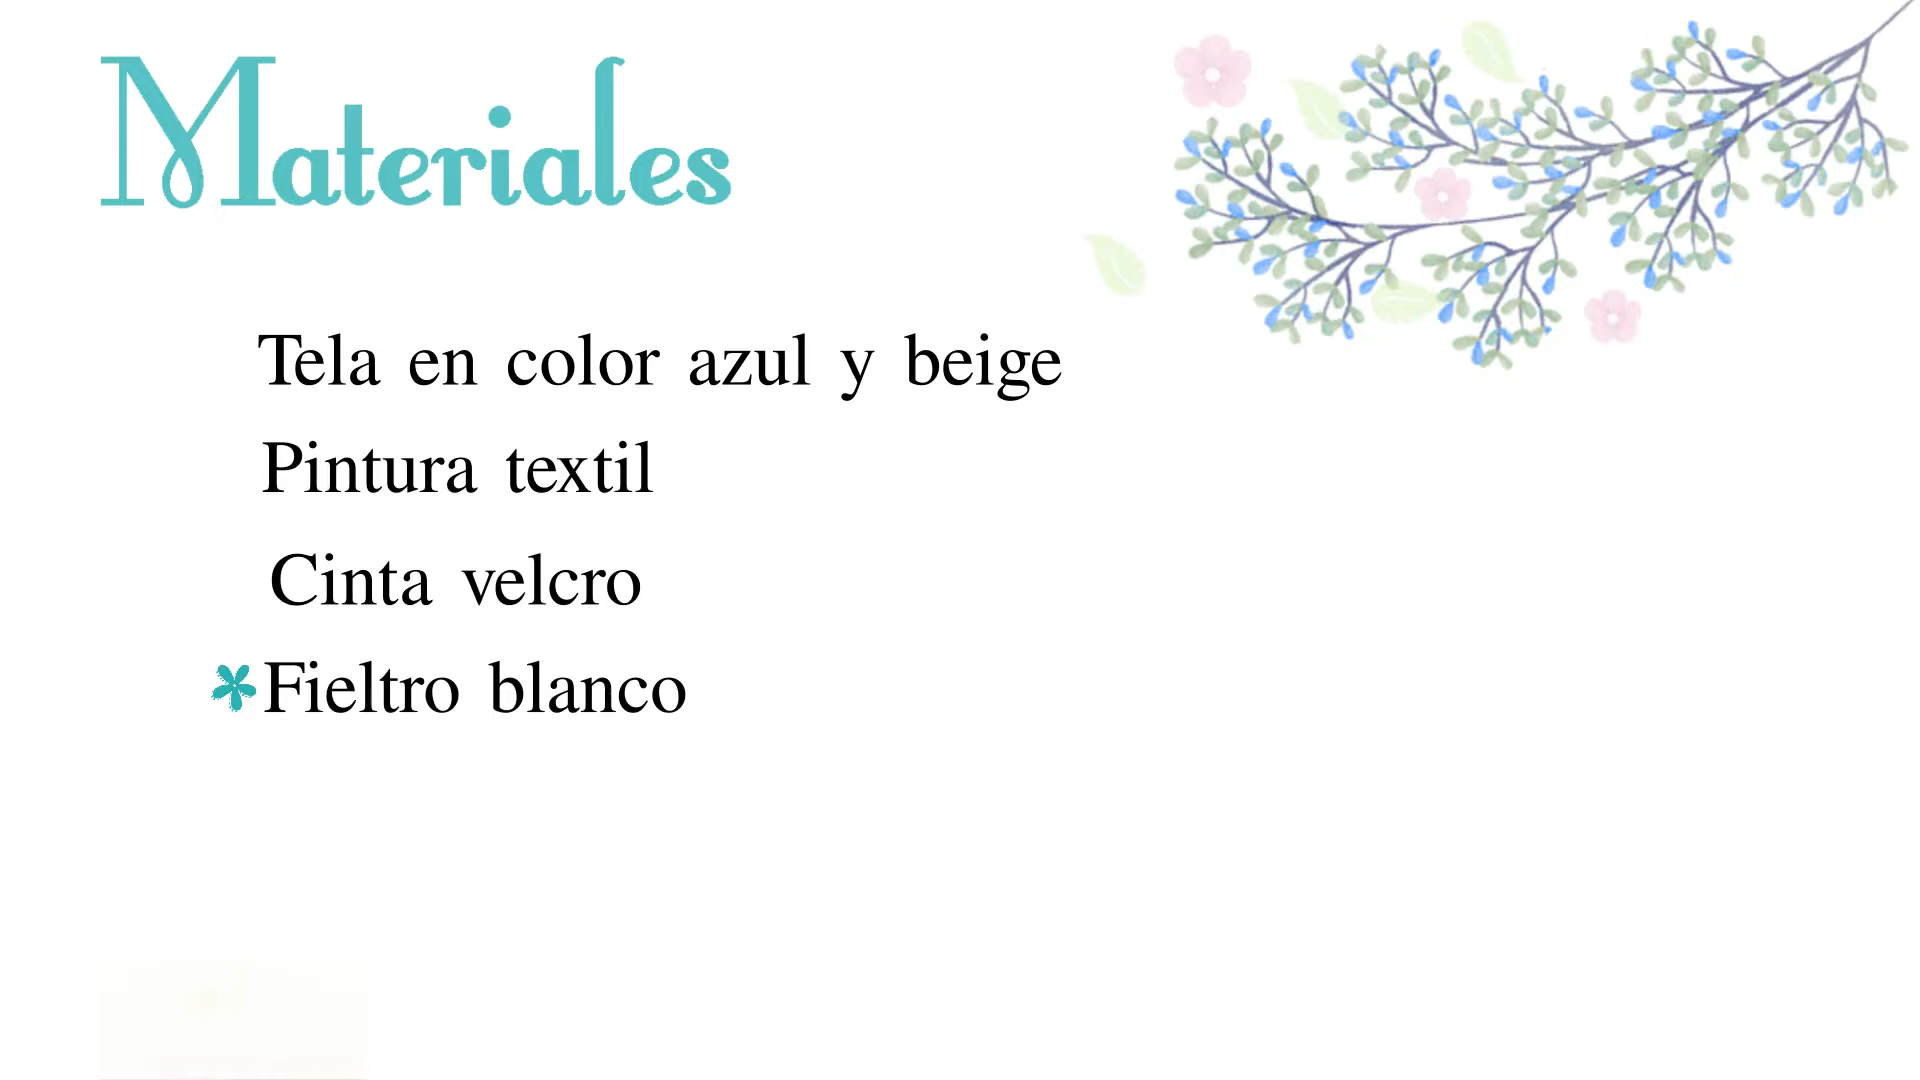 Materiales
Tela en color azul y beige
Pintura textil
Cinta velcro
Fieltro blanco